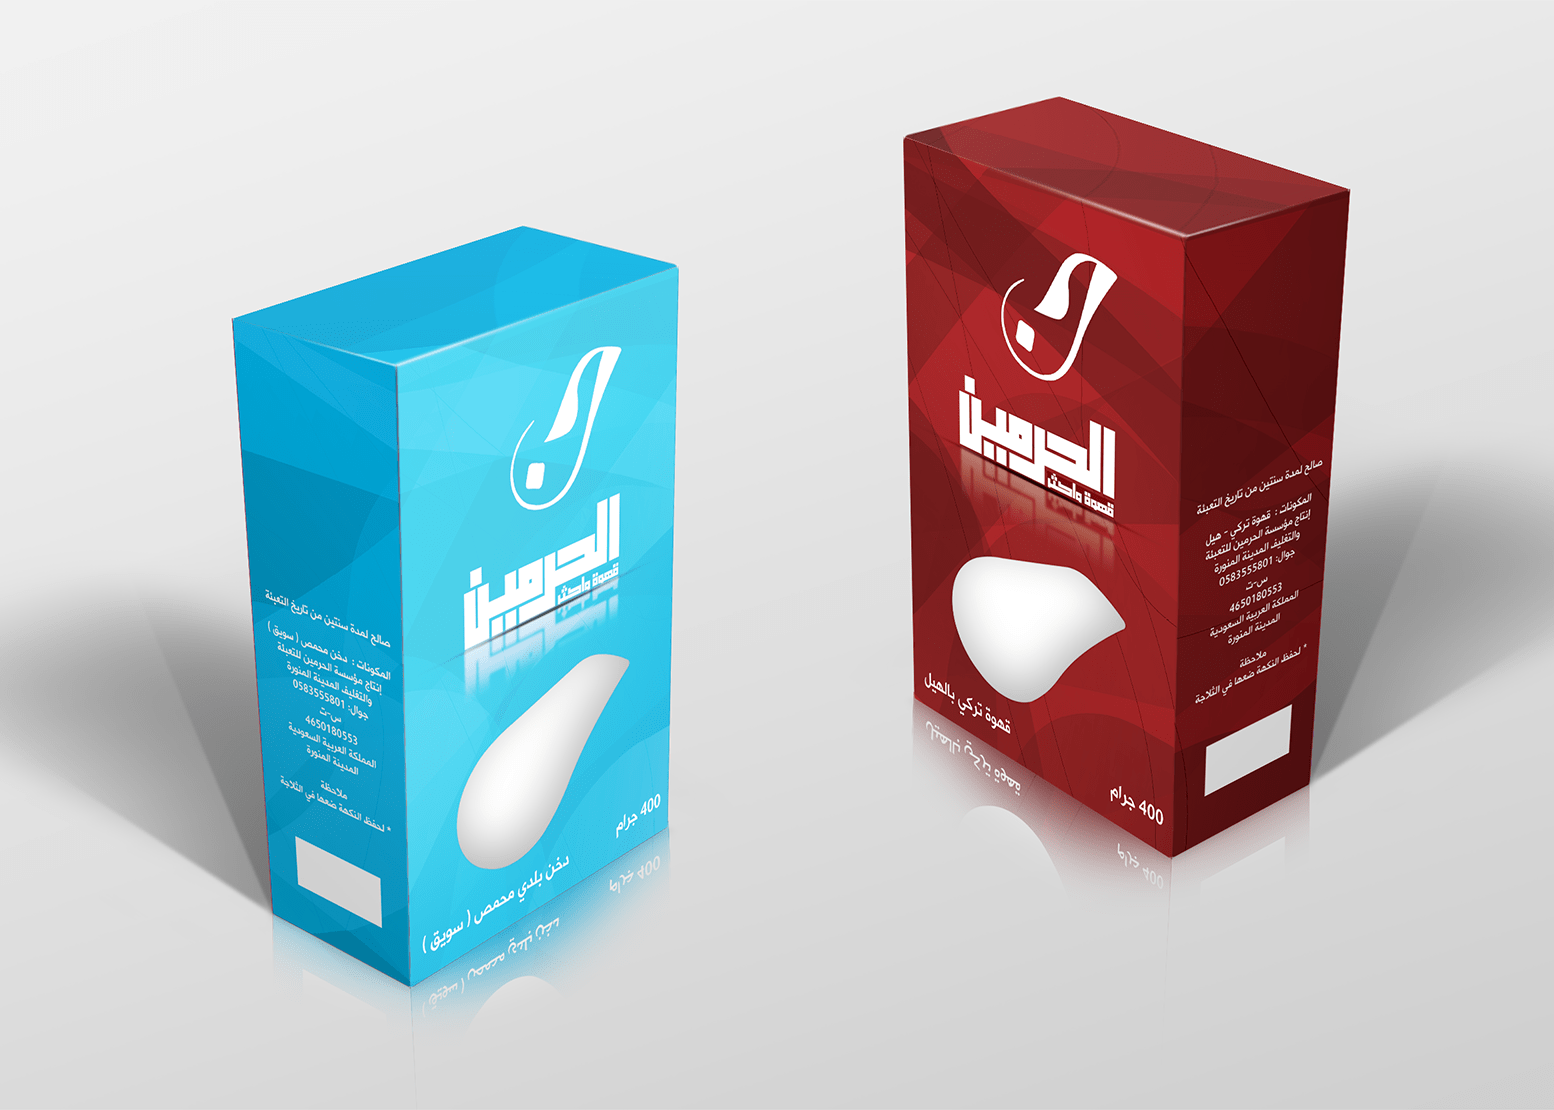 الحرمين
قهوة واكثر
400 جرام
دخن بلدي محمص ( سويق )
صالح لمدة سنتين من تاريخ التعبئة
المكونات : دخن محمص ( سويق )
إنتاج مؤسسة الحرمين للتعبئة
والتغليف المدينة المنورة
جوال: 0583555801
س-ت
4650180553
المملكة العربية السعودية
المدينة المنورة
ملاحظة
* لحفظ النكهة ضعها في الثلاجة
الحرمين
قهوة واكثر
قهوة تركي بالهيل
400 جرام
صالح لمدة سنتين من تاريخ التعبئة
المكونات : قهوة تركي - هيل
إنتاج مؤسسة الحرمين للتعبئة
والتغليف المدينة المنورة
جوال: 0583555801
س-ت
4650180553
المملكة العربية السعودية
المدينة المنورة
ملاحظة
* لحفظ النكهة ضعها في الثلاجة